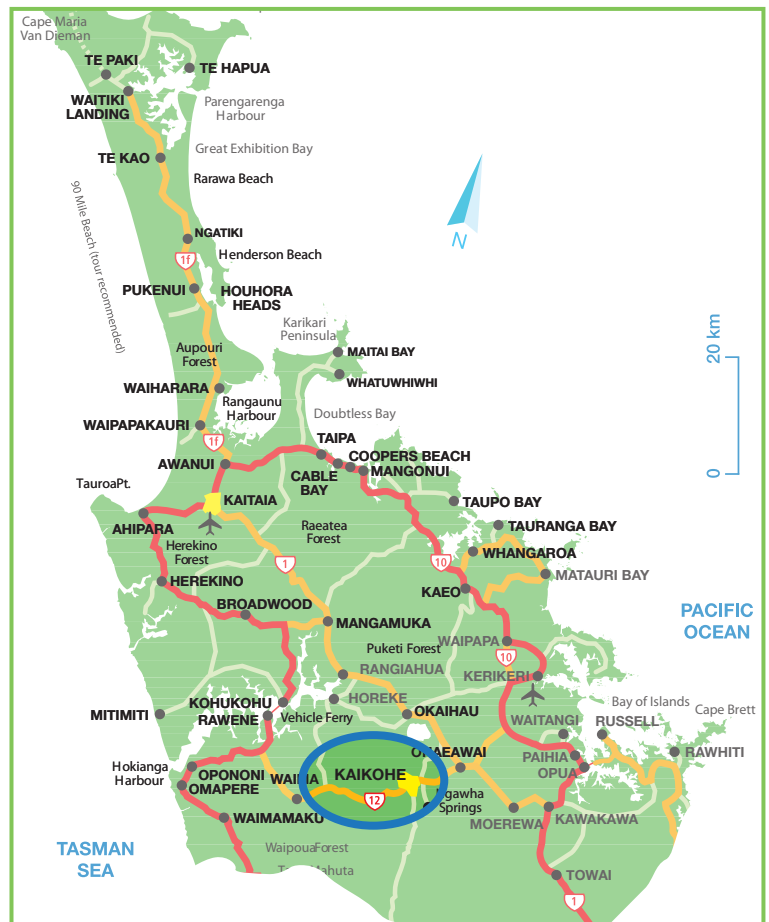 Cape Maria
Van Dieman
TE PAKI
TE HAPUA
WAITIKI
LANDING
Parengarenga
Harbour
TE KAO
Great Exhibition Bay
Rarawa Beach
90 Mile Beach (tour recommended)
N
NGATIKI
1f
Henderson Beach
PUKENUI
HOUHORA
HEADS
20 km
0
Karikari
Peninsula
MAITAI BAY
Aupouri
Forest
WHATUWHIWHI
WAIHARARA
Rangaunu
Harbour
Doubtless Bay
WAIPAPAKAURI
1f
TAIPA
COOPERS BEACH
AWANUI
CABLE
BAY
MANGONUI
TauroaPt.
KAITAIA
TAUPO BAY
AHIPARA
Raeatea
Forest
TAURANGA BAY
Herekino
Forest
WHANGAROA
1
10
MATAURI BAY
HEREKINO
KAEO
BROADWOOD
MANGAMUKA
PACIFIC
OCEAN
Puketi Forest
WAIPAPA
10
RANGIAHUA
KERIKERI
HOREKE
KOHUKOHU
Bay of Islands
Cape Brett
MITIMITI
RAWENE
Vehicle Ferry
OKAIHAU
WAITANGI
RUSSELL
RAWHITI
PAIHIA
OPUA
Hokianga
Harbour
OPONONI
OMAPERE
KAIKOHE
12
Springs
MOEREWA
KAWAKAWA
WAIMAMAKU
TASMAN
SEA
WaipouaForest
TOWAI
1